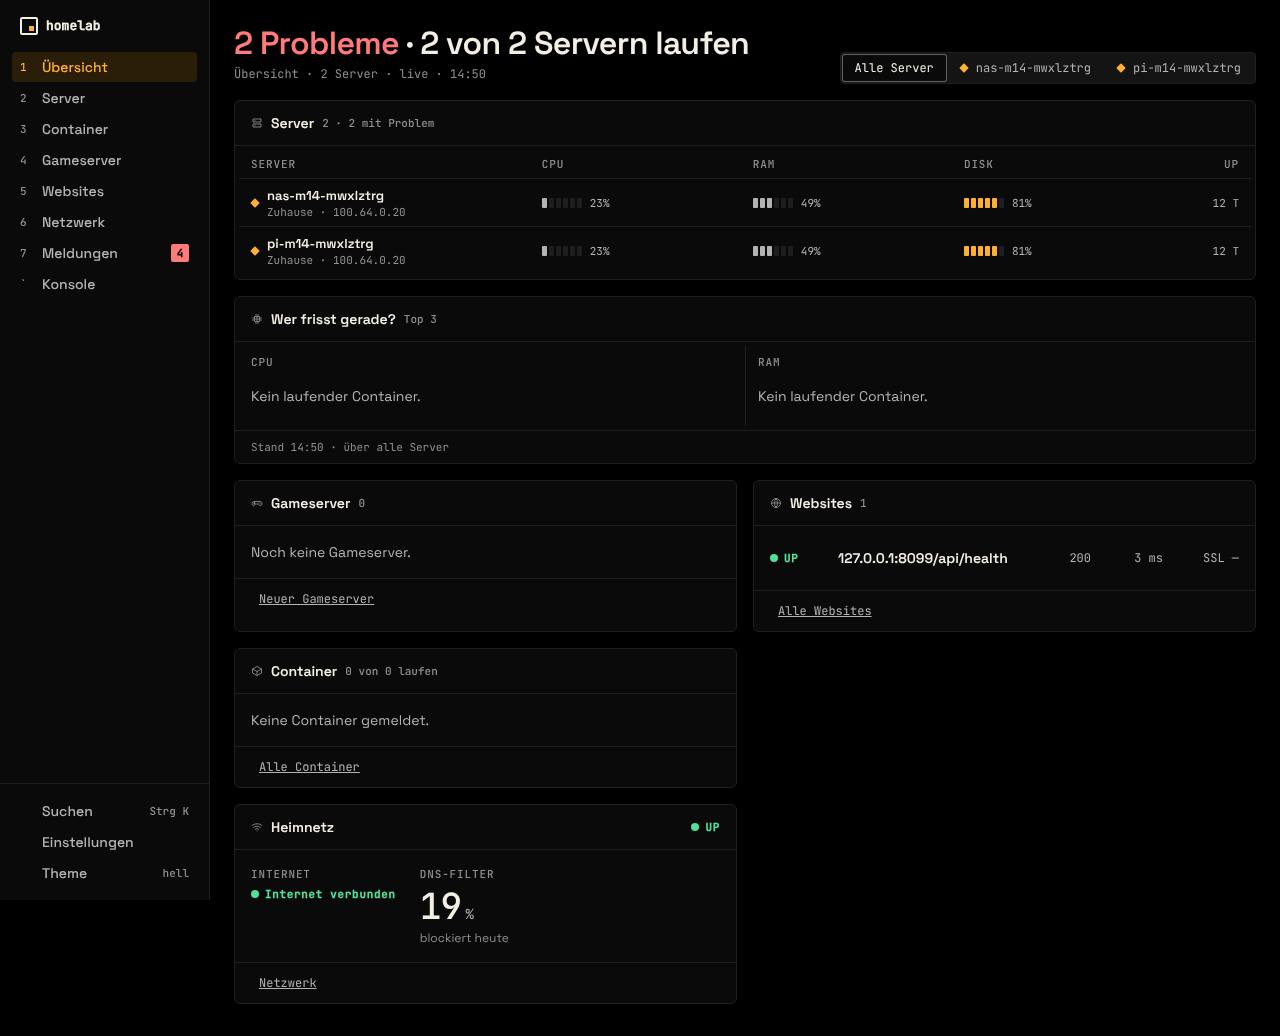 homelab
1 Übersicht
2 Server
3 Container
4 Gameserver
5 Websites
6 Netzwerk
7 Meldungen 4
` Konsole
Suchen Strg K
Einstellungen
Theme hell
2 Probleme · 2 von 2 Servern laufen
Übersicht · 2 Server · live · 14:50
Alle Server nas-m14-mwxlztrg pi-m14-mwxlztrg
Server 2 · 2 mit Problem
SERVER CPU RAM DISK UP
nas-m14-mwxlztrg
Zuhause · 100.64.0.20
23% 49% 81% 12 T
pi-m14-mwxlztrg
Zuhause · 100.64.0.20
23% 49% 81% 12 T
Wer frisst gerade? Top 3
CPU
Kein laufender Container.
RAM
Kein laufender Container.
Stand 14:50 · über alle Server
Gameserver 0
Noch keine Gameserver.
Neuer Gameserver
Websites 1
UP 127.0.0.1:8099/api/health 200 3 ms SSL —
Alle Websites
Container 0 von 0 laufen
Keine Container gemeldet.
Alle Container
Heimnetz UP
INTERNET
Internet verbunden
DNS-FILTER
19 %
blockiert heute
Netzwerk